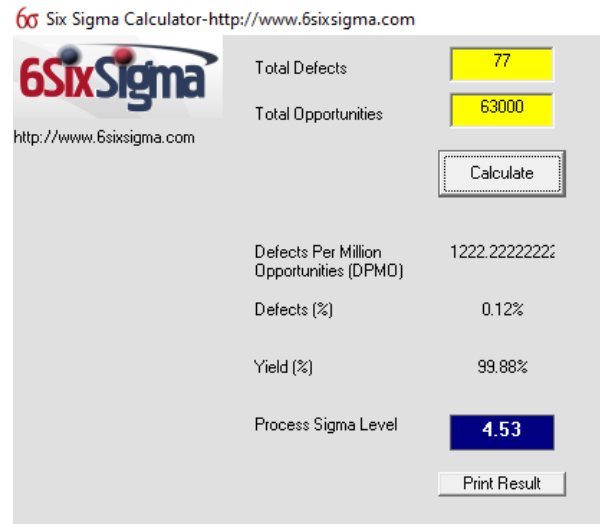 6σ Six Sigma Calculator-http://www.6sixsigma.com
6SixSigma
http://www.6sixsigma.com
Total Defects 77
Total Opportunities 63000
Calculate
Defects Per Million
Opportunities (DPMO) 1222.22222222
Defects (%) 0.12%
Yield (%) 99.88%
Process Sigma Level 4.53
Print Result